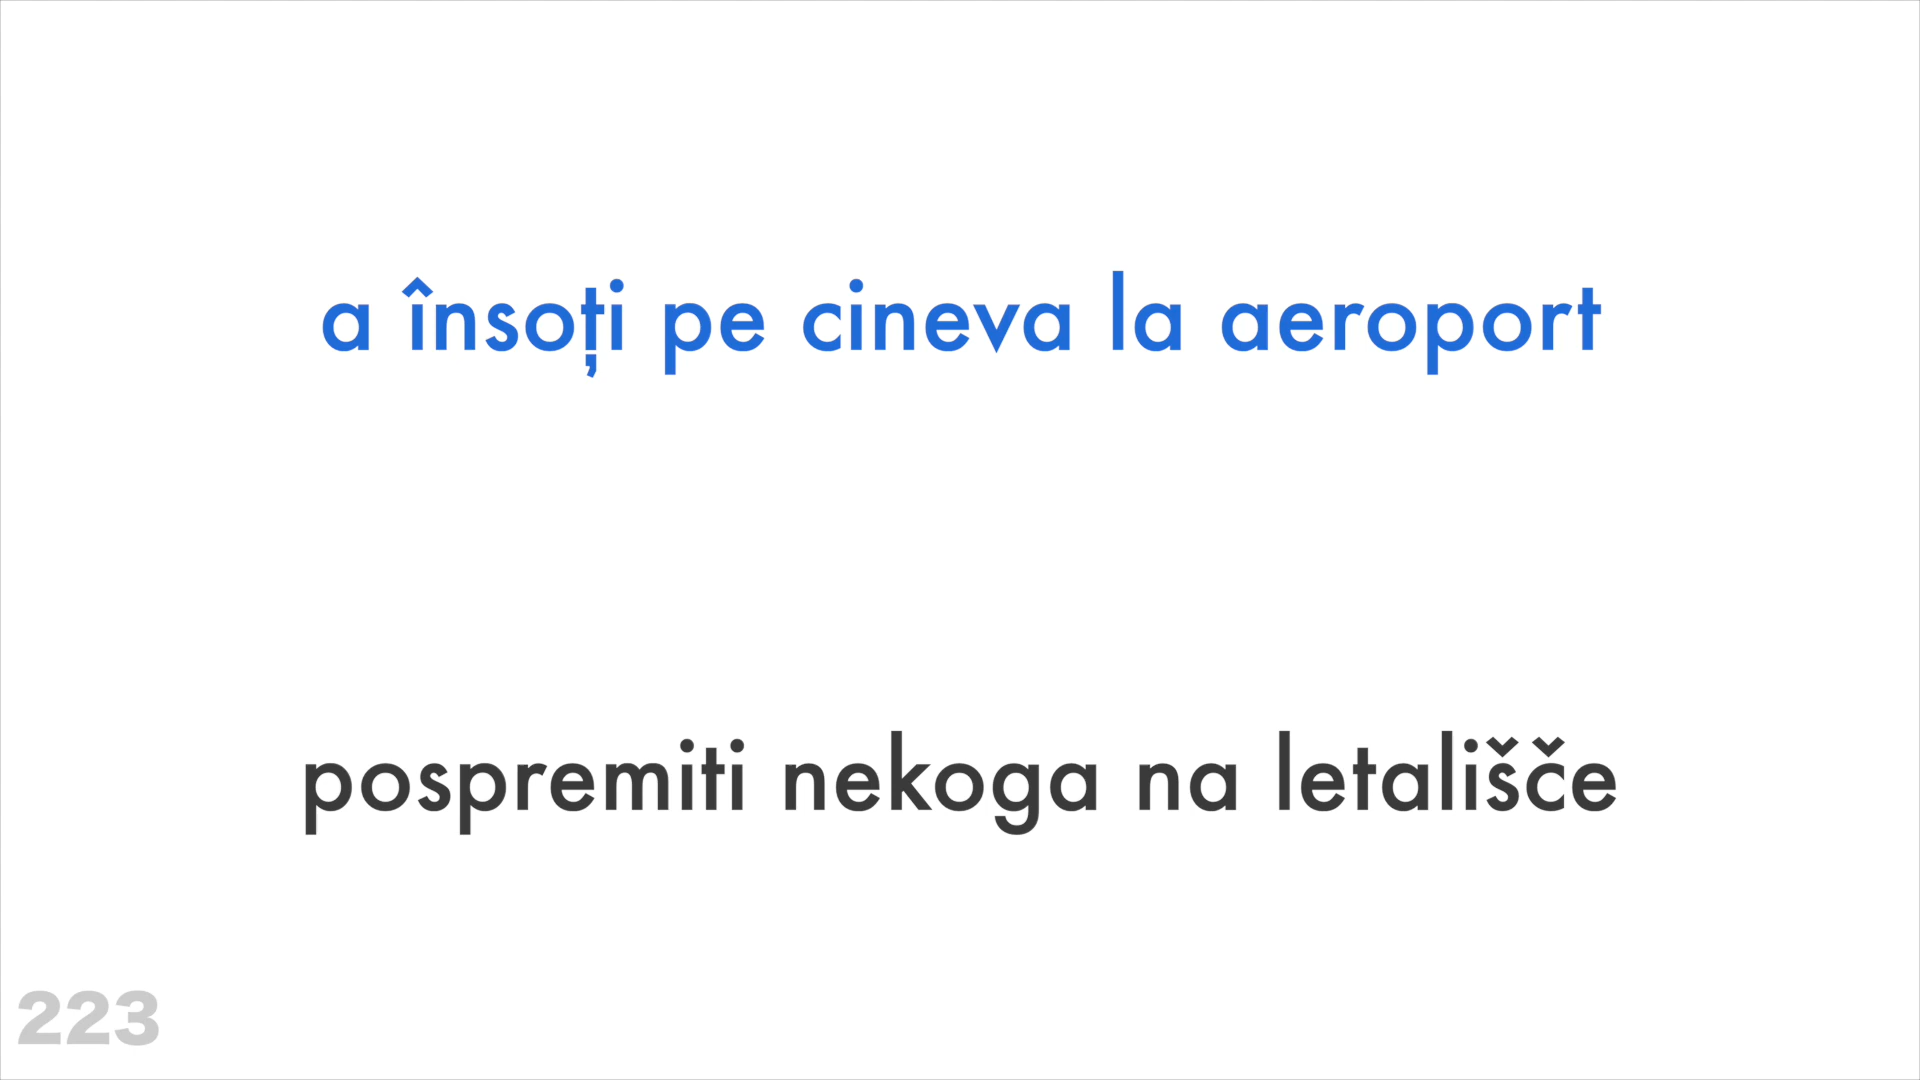 a însoți pe cineva la aeroport
pospremiti nekoga na letališče
223